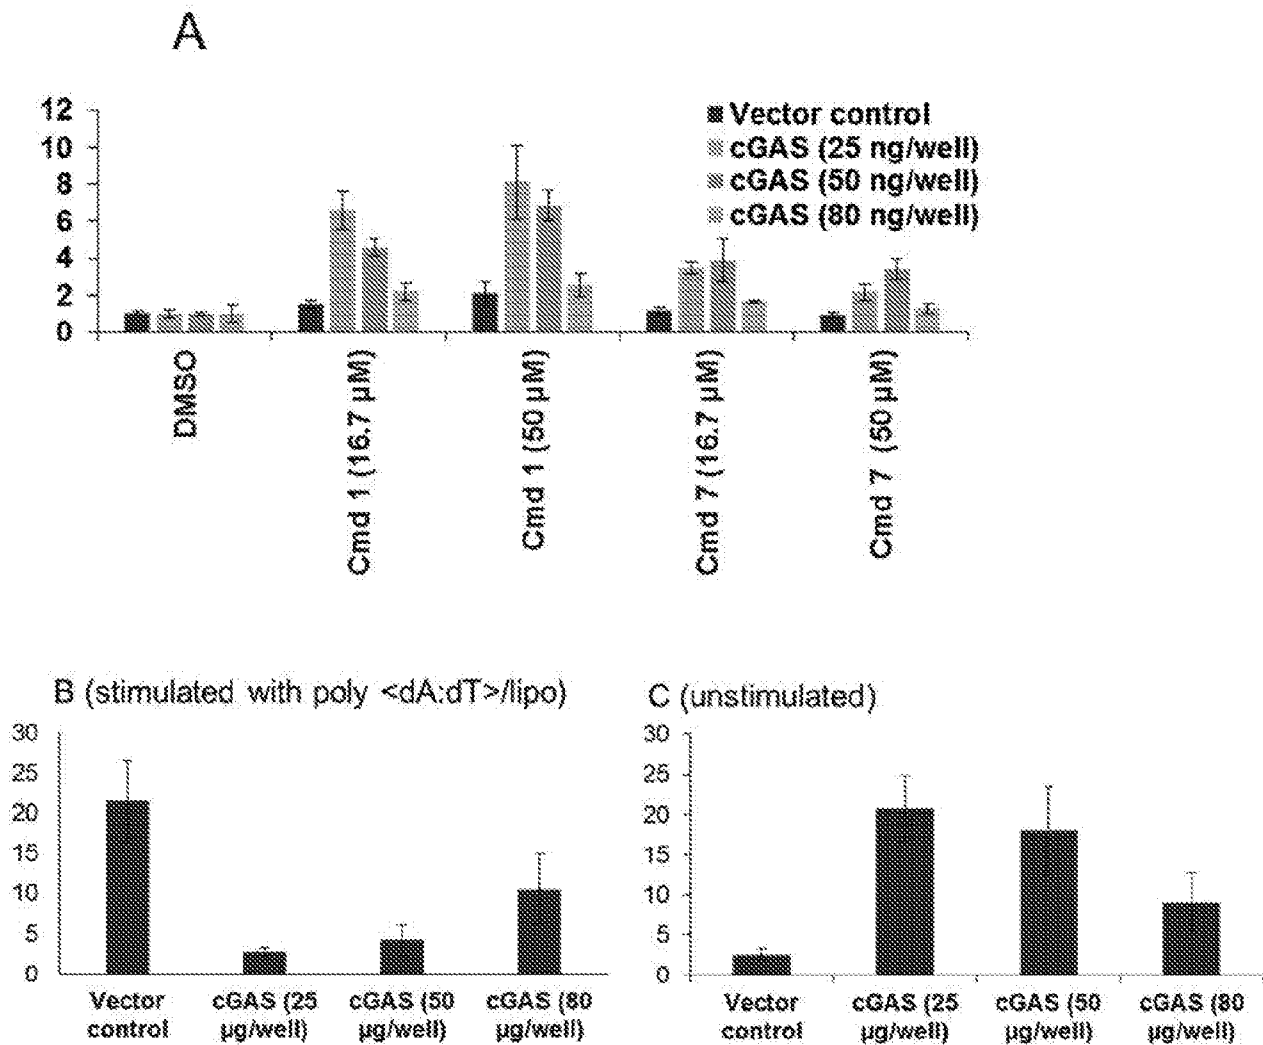 A
12
10
8
6
4
2
0
Vector control
cGAS (25 ng/well)
cGAS (50 ng/well)
cGAS (80 ng/well)
DMSO
Cmd 1 (16.7 µM)
Cmd 1 (50 µM)
Cmd 7 (16.7 µM)
Cmd 7 (50 µM)
B (stimulated with poly <dA:dT>/lipo)
30
25
20
15
10
5
0
Vector
control
cGAS (25
µg/well)
cGAS (50
µg/well)
cGAS (80
µg/well)
C (unstimulated)
30
25
20
15
10
5
0
Vector
control
cGAS (25
µg/well)
cGAS (50
µg/well)
cGAS (80
µg/well)